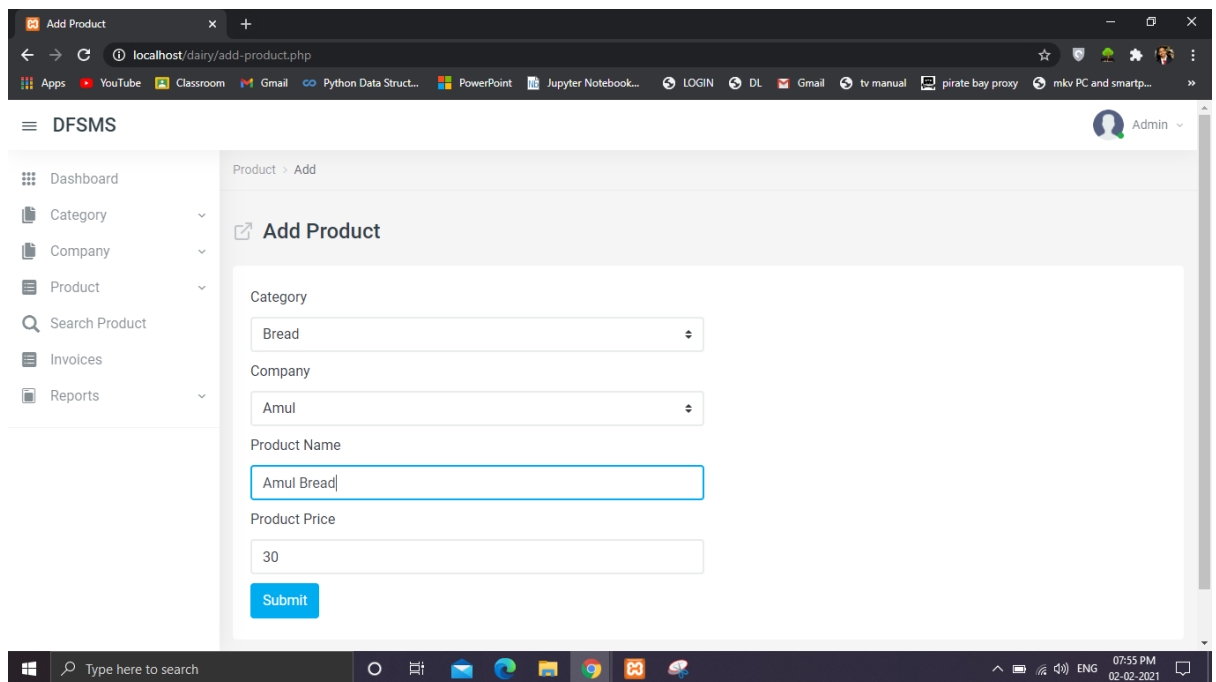 Add Product
localhost/dairy/add-product.php
Apps YouTube Classroom Gmail Python Data Struct... PowerPoint Jupyter Notebook... LOGIN DL Gmail tv manual pirate bay proxy mkv PC and smartp... »
DFSMS
Admin
Dashboard
Category
Company
Product
Search Product
Invoices
Reports
Product > Add
Add Product
Category
Bread
Company
Amul
Product Name
Amul Bread
Product Price
30
Submit
Type here to search
ENG
07:55 PM
02-02-2021